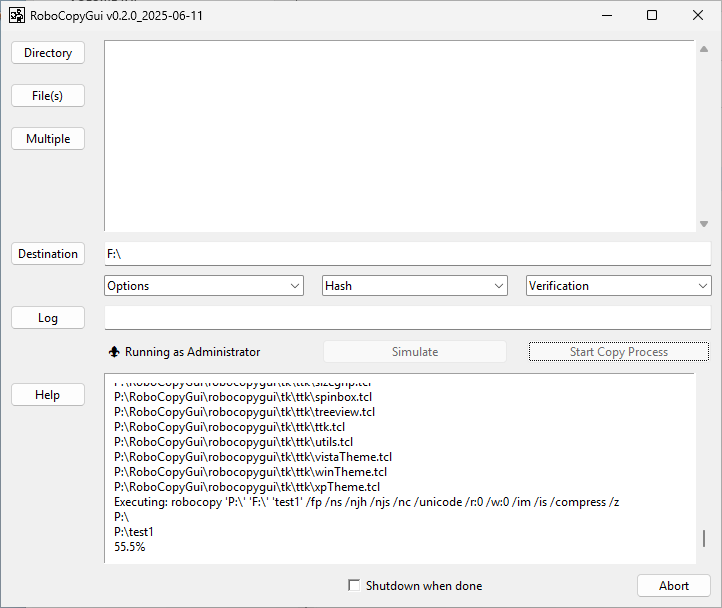 RoboCopyGui v0.2.0_2025-06-11
Directory
File(s)
Multiple
Destination
F:\
Options
Hash
Verification
Log
Running as Administrator
Simulate
Start Copy Process
Help
P:\RoboCopyGui\robocopygui\tk\ttk\sizegrip.tcl
P:\RoboCopyGui\robocopygui\tk\ttk\spinbox.tcl
P:\RoboCopyGui\robocopygui\tk\ttk\treeview.tcl
P:\RoboCopyGui\robocopygui\tk\ttk\ttk.tcl
P:\RoboCopyGui\robocopygui\tk\ttk\utils.tcl
P:\RoboCopyGui\robocopygui\tk\ttk\vistaTheme.tcl
P:\RoboCopyGui\robocopygui\tk\ttk\winTheme.tcl
P:\RoboCopyGui\robocopygui\tk\ttk\xpTheme.tcl
Executing: robocopy 'P:\' 'F:\' 'test1' /fp /ns /njh /njs /nc /unicode /r:0 /w:0 /im /is /compress /z
P:\
P:\test1
55.5%
Shutdown when done
Abort